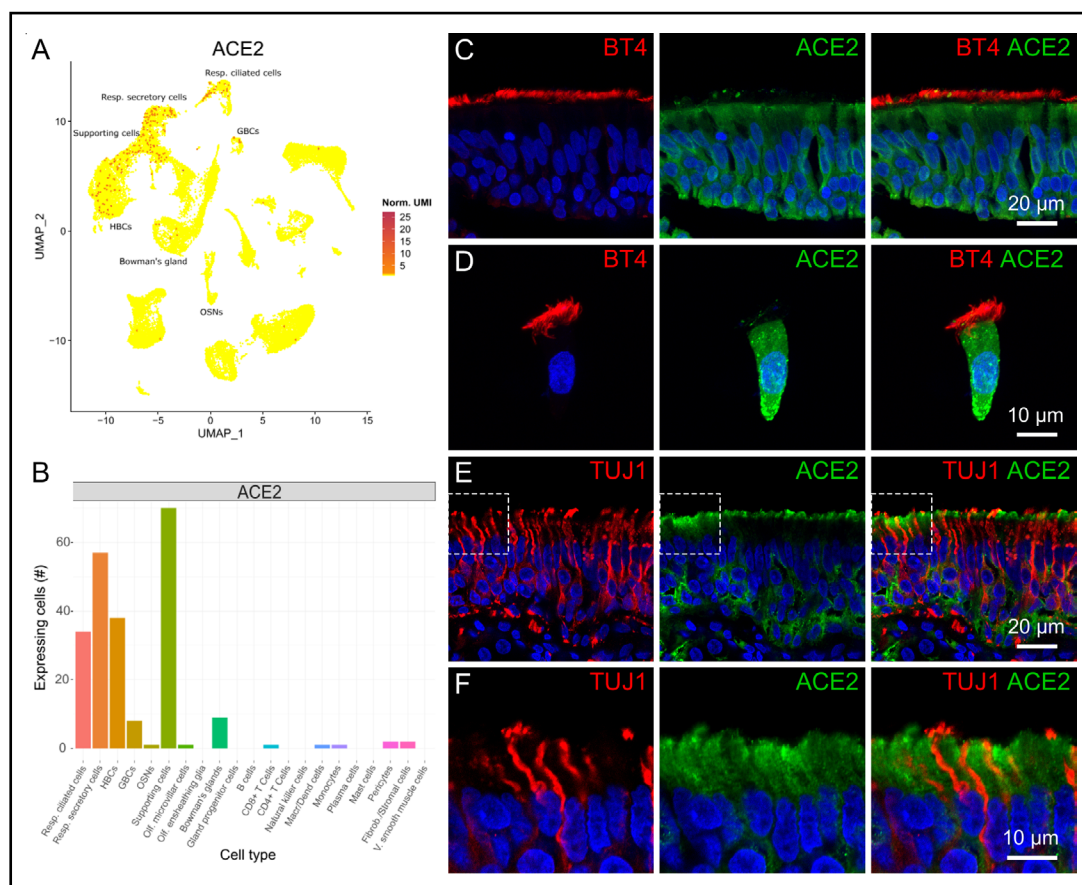 A
ACE2
Resp. ciliated cells
Resp. secretory cells
Supporting cells
GBCs
HBCs
Bowman's gland
OSNs
10
0
−10
UMAP_2
−10
−5
0
5
10
15
UMAP_1
Norm. UMI
25
20
15
10
5
B
ACE2
60
40
20
0
Expressing cells (#)
Resp. ciliated cells
Resp. secretory cells
HBCs
GBCs
OSNs
Supporting cells
Olf. microvillar cells
Olf. ensheathing glia
Bowman's glands
Gland progenitor cells
B cells
CD8+ T Cells
CD4+ T Cells
Natural killer cells
Macr/Dend cells
Monocytes
Plasma cells
Mast cells
Pericytes
Fibrob./Stromal cells
V. smooth muscle cells
Cell type
C
BT4
ACE2
BT4 ACE2
20 μm
D
BT4
ACE2
BT4 ACE2
10 μm
E
TUJ1
ACE2
TUJ1 ACE2
20 μm
F
TUJ1
ACE2
TUJ1 ACE2
10 μm